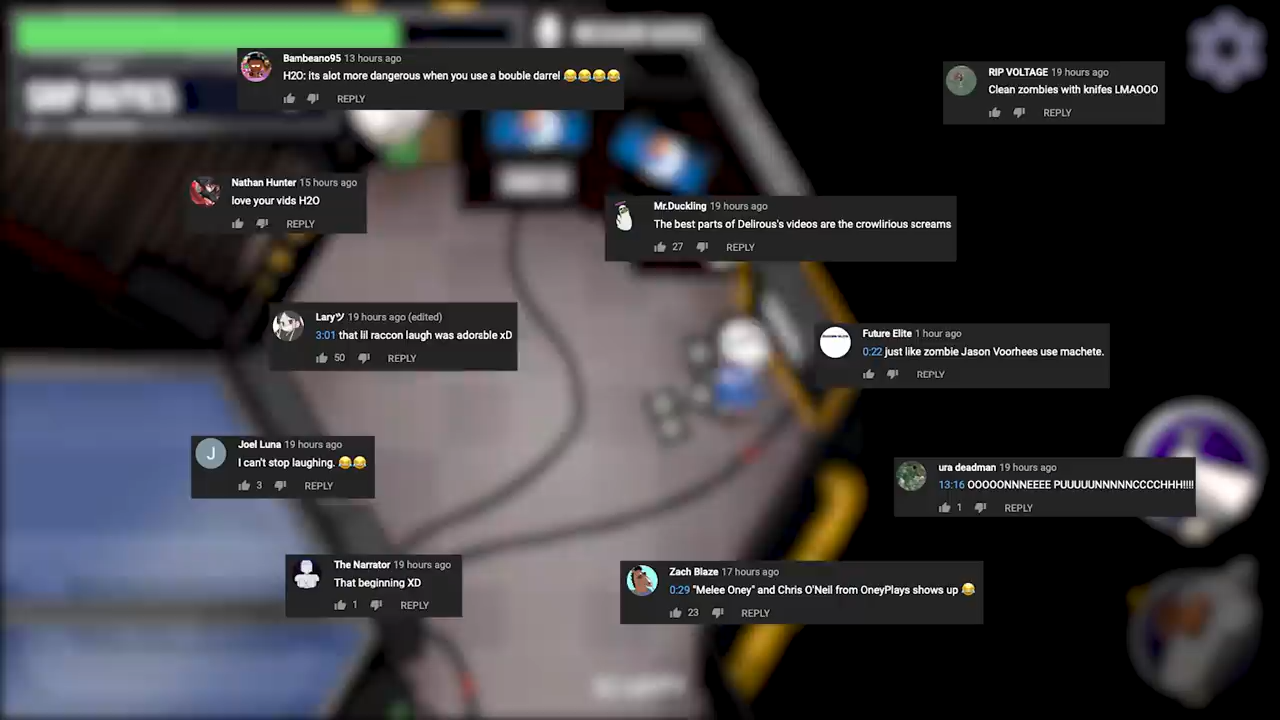 Bambeano95 13 hours ago
H2O: its alot more dangerous when you use a bouble darrel 😂😂😂😂
REPLY
RIP VOLTAGE 19 hours ago
Clean zombies with knifes LMAOOO
REPLY
Nathan Hunter 15 hours ago
love your vids H2O
REPLY
Mr.Duckling 19 hours ago
The best parts of Delirous's videos are the crowlirious screams
27 REPLY
Laryツ 19 hours ago (edited)
3:01 that lil raccon laugh was adorable xD
50 REPLY
Future Elite 1 hour ago
0:22 just like zombie Jason Voorhees use machete.
REPLY
J
Joel Luna 19 hours ago
I can't stop laughing. 😂😂
3 REPLY
ura deadman 19 hours ago
13:16 OOOOONNNEEEE PUUUUUNNNNNCCCCHHH!!!!
1 REPLY
The Narrator 19 hours ago
That beginning XD
1 REPLY
Zach Blaze 17 hours ago
0:29 "Melee Oney" and Chris O'Neil from OneyPlays shows up 😂
23 REPLY